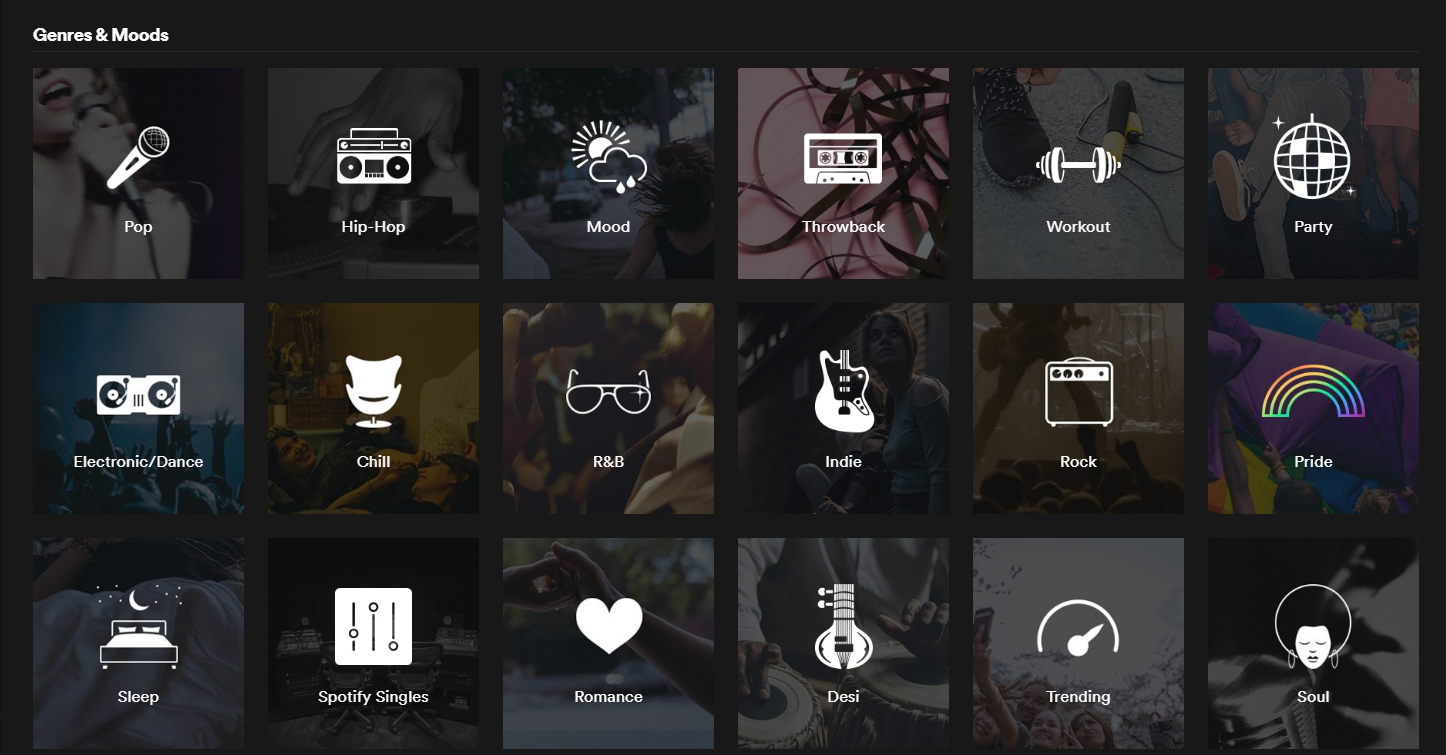 Genres & Moods
Pop
Hip-Hop
Mood
Throwback
Workout
Party
Electronic/Dance
Chill
R&B
Indie
Rock
Pride
Sleep
Spotify Singles
Romance
Desi
Trending
Soul